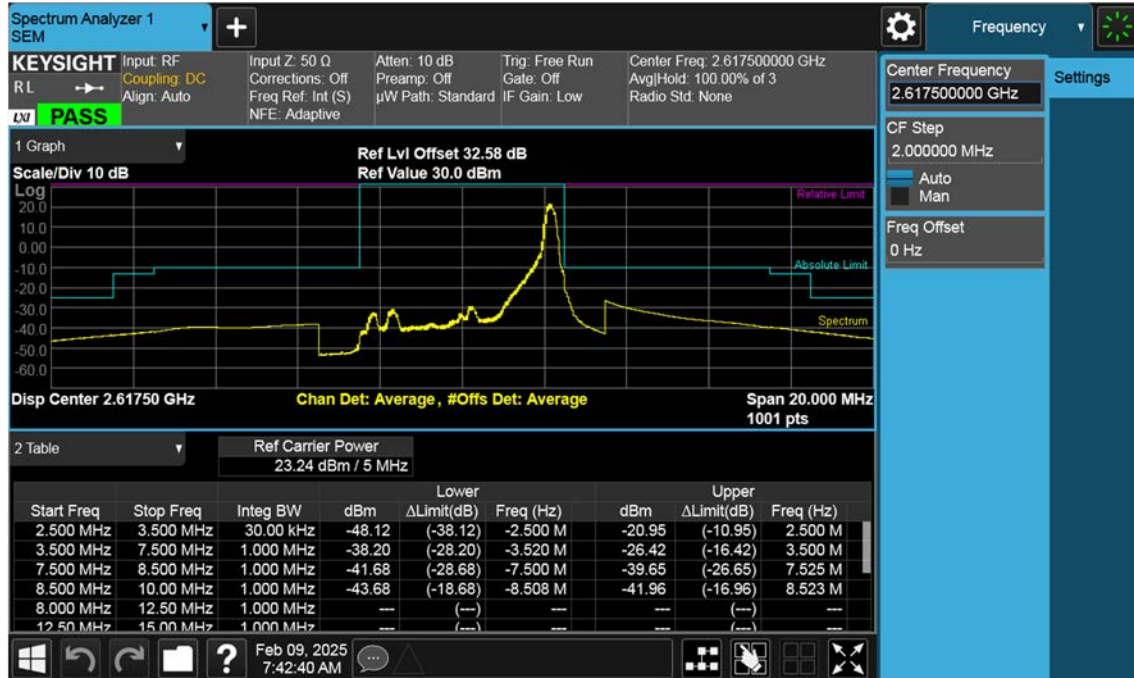 Spectrum Analyzer 1
SEM
Frequency
KEYSIGHT
RL
LXI PASS
Input: RF
Coupling: DC
Align: Auto
Input Z: 50 Ω
Corrections: Off
Freq Ref: Int (S)
NFE: Adaptive
Atten: 10 dB
Preamp: Off
µW Path: Standard
Trig: Free Run
Gate: Off
IF Gain: Low
Center Freq: 2.617500000 GHz
Avg|Hold: 100.00% of 3
Radio Std: None
Center Frequency
2.617500000 GHz
Settings
CF Step
2.000000 MHz
Auto
Man
Freq Offset
0 Hz
1 Graph
Scale/Div 10 dB
Ref Lvl Offset 32.58 dB
Ref Value 30.0 dBm
Log
Relative Limit
20.0
10.0
0.00
-10.0
Absolute Limit
-20.0
-30.0
Spectrum
-40.0
-50.0
-60.0
Disp Center 2.61750 GHz
Chan Det: Average, #Offs Det: Average
Span 20.000 MHz
1001 pts
2 Table
Ref Carrier Power
23.24 dBm / 5 MHz
Lower Upper
Start Freq Stop Freq Integ BW dBm ΔLimit(dB) Freq (Hz) dBm ΔLimit(dB) Freq (Hz)
2.500 MHz 3.500 MHz 30.00 kHz -48.12 (-38.12) -2.500 M -20.95 (-10.95) 2.500 M
3.500 MHz 7.500 MHz 1.000 MHz -38.20 (-28.20) -3.520 M -26.42 (-16.42) 3.500 M
7.500 MHz 8.500 MHz 1.000 MHz -41.68 (-28.68) -7.500 M -39.65 (-26.65) 7.525 M
8.500 MHz 10.00 MHz 1.000 MHz -43.68 (-18.68) -8.508 M -41.96 (-16.96) 8.523 M
8.000 MHz 12.50 MHz 1.000 MHz --- (---) --- --- (---) ---
12.50 MHz 15.00 MHz 1.000 MHz --- (---) --- --- (---) ---
?
Feb 09, 2025
7:42:40 AM